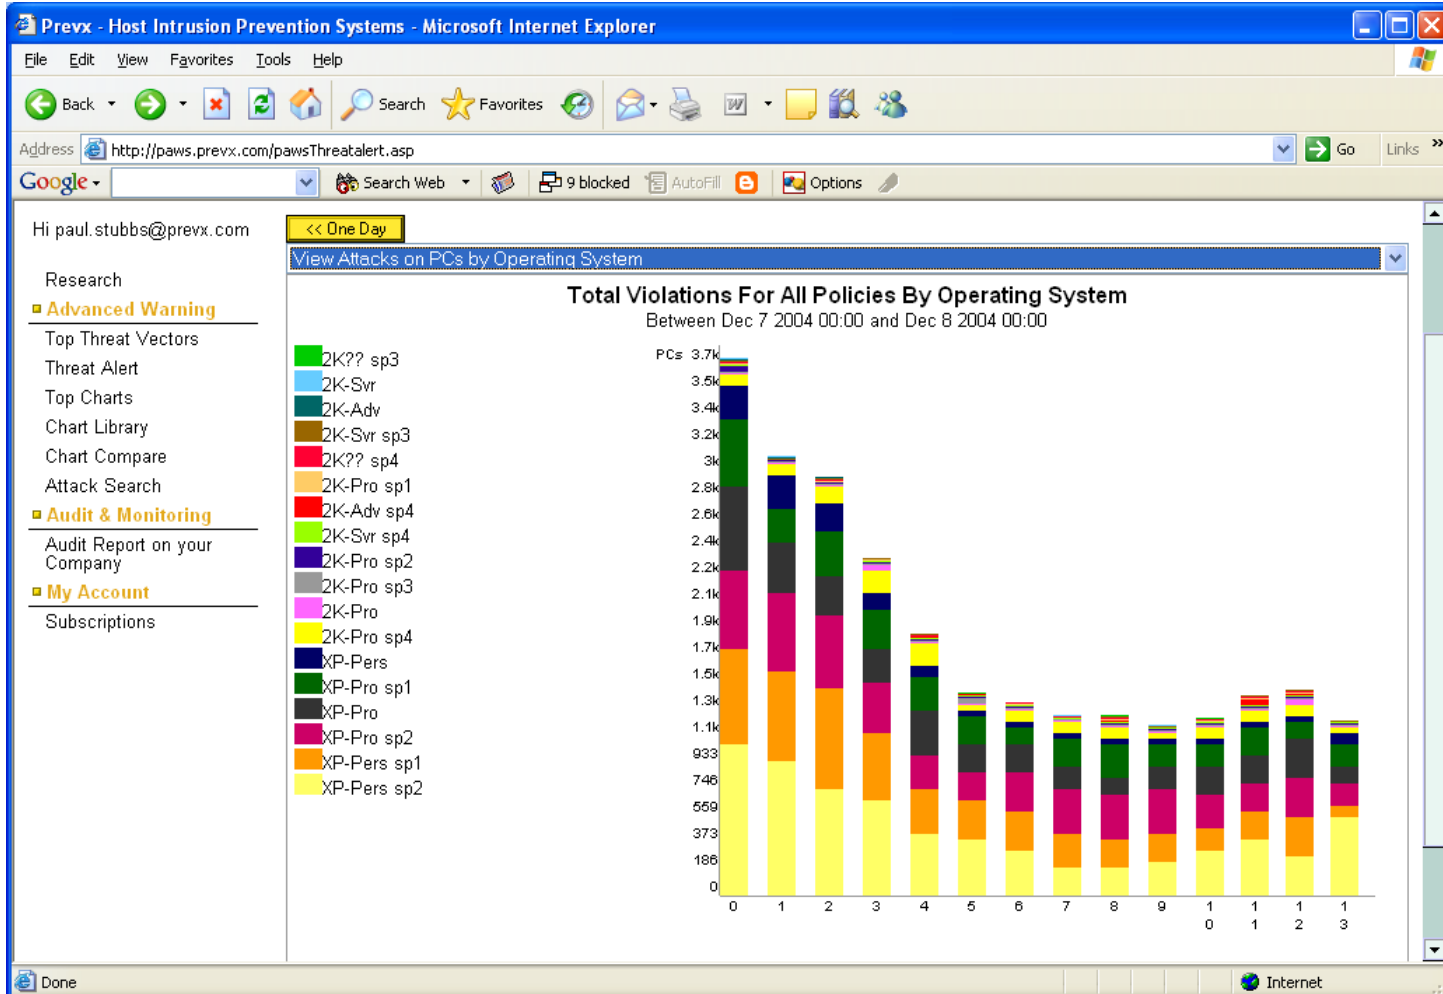 Prevx - Host Intrusion Prevention Systems - Microsoft Internet Explorer
File Edit View Favorites Tools Help
Back Search Favorites W
Address http://paws.prevx.com/pawsThreatalert.asp Go Links »
Google Search Web 9 blocked AutoFill Options
Hi paul.stubbs@prevx.com
Research
Advanced Warning
Top Threat Vectors
Threat Alert
Top Charts
Chart Library
Chart Compare
Attack Search
Audit & Monitoring
Audit Report on your
Company
My Account
Subscriptions
<< One Day
View Attacks on PCs by Operating System
Total Violations For All Policies By Operating System
Between Dec 7 2004 00:00 and Dec 8 2004 00:00
2K?? sp3
2K-Svr
2K-Adv
2K-Svr sp3
2K?? sp4
2K-Pro sp1
2K-Adv sp4
2K-Svr sp4
2K-Pro sp2
2K-Pro sp3
2K-Pro
2K-Pro sp4
XP-Pers
XP-Pro sp1
XP-Pro
XP-Pro sp2
XP-Pers sp1
XP-Pers sp2
PCs 3.7k
3.5k
3.4k
3.2k
3k
2.8k
2.6k
2.4k
2.2k
2.1k
1.9k
1.7k
1.5k
1.3k
1.1k
933
746
559
373
186
0
0 1 2 3 4 5 6 7 8 9 10 11 12 13
Done Internet